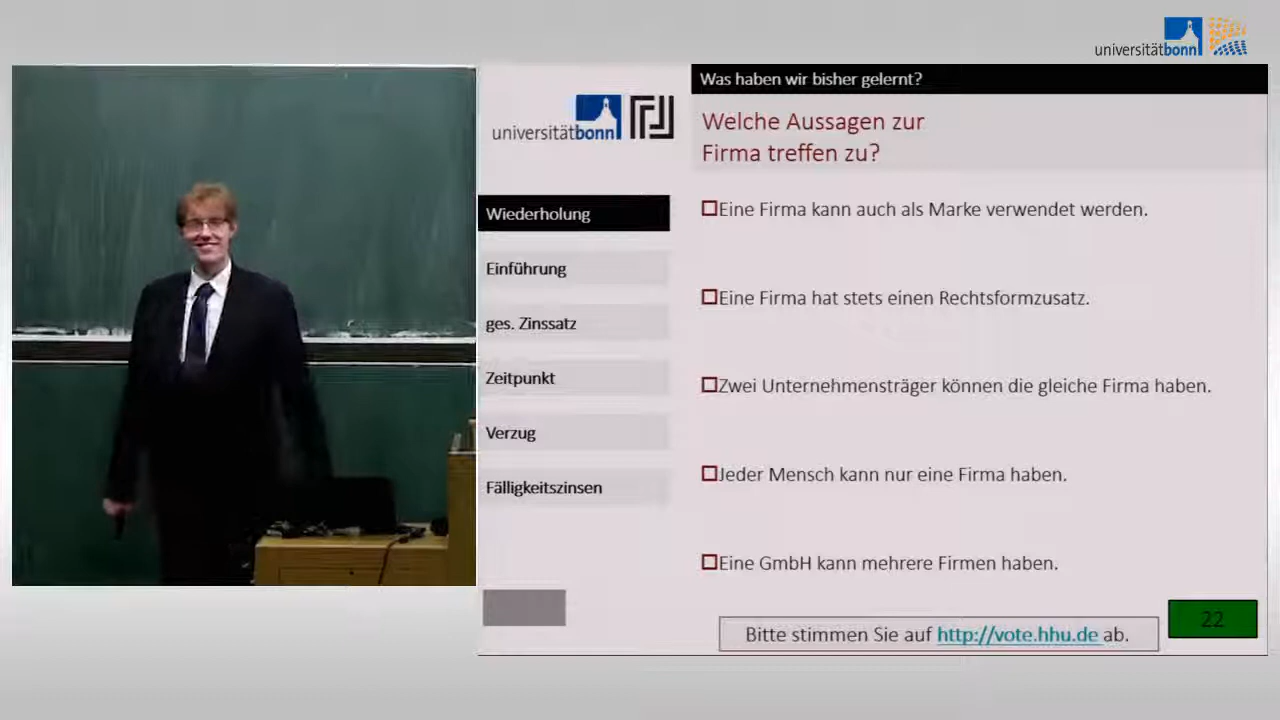 universitätbonn
Was haben wir bisher gelernt?
universitätbonn
Welche Aussagen zur
Firma treffen zu?
Wiederholung
Einführung
ges. Zinssatz
Zeitpunkt
Verzug
Fälligkeitszinsen
Eine Firma kann auch als Marke verwendet werden.
Eine Firma hat stets einen Rechtsformzusatz.
Zwei Unternehmensträger können die gleiche Firma haben.
Jeder Mensch kann nur eine Firma haben.
Eine GmbH kann mehrere Firmen haben.
22
Bitte stimmen Sie auf http://vote.hhu.de ab.